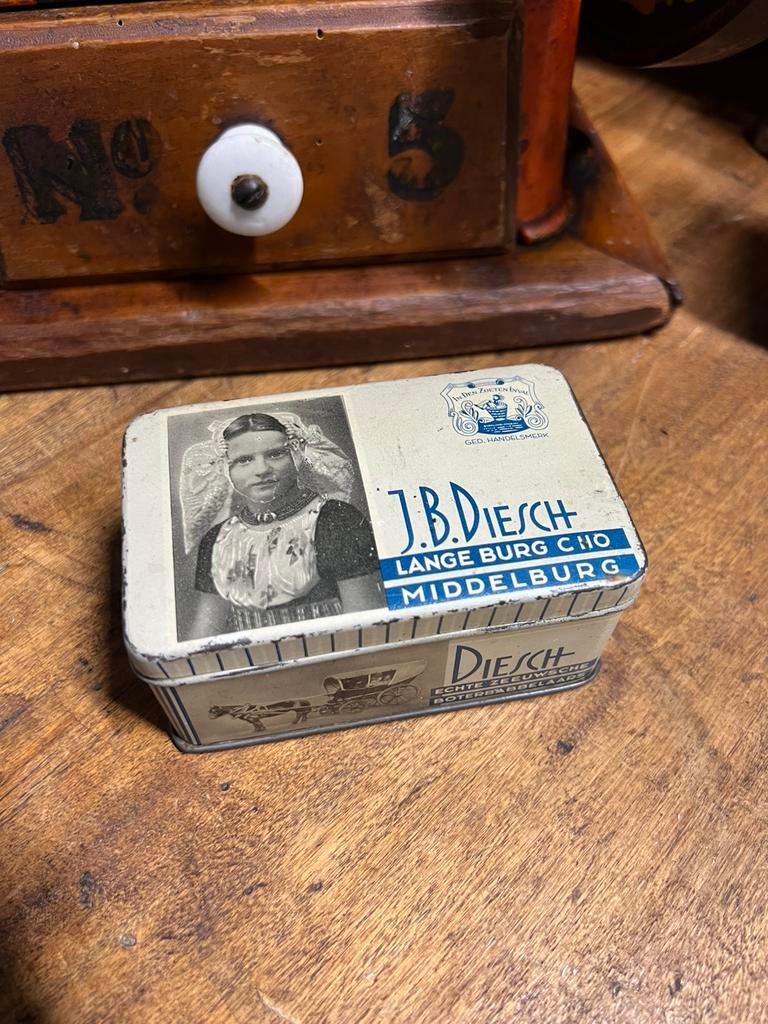 No. 5
IN DEN ZOETEN INVAL
GED. HANDELSMERK
J.B. DIESCH
LANGE BURG C 110
MIDDELBURG
DIESCH
ECHTE ZEEUWSCHE
BOTERBABBELAARS